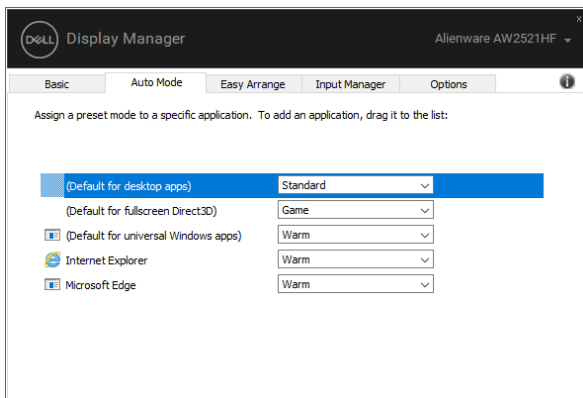 DELL Display Manager Alienware AW2521HF
x
Basic Auto Mode Easy Arrange Input Manager Options
Assign a preset mode to a specific application. To add an application, drag it to the list:
(Default for desktop apps) Standard
(Default for fullscreen Direct3D) Game
(Default for universal Windows apps) Warm
Internet Explorer Warm
Microsoft Edge Warm